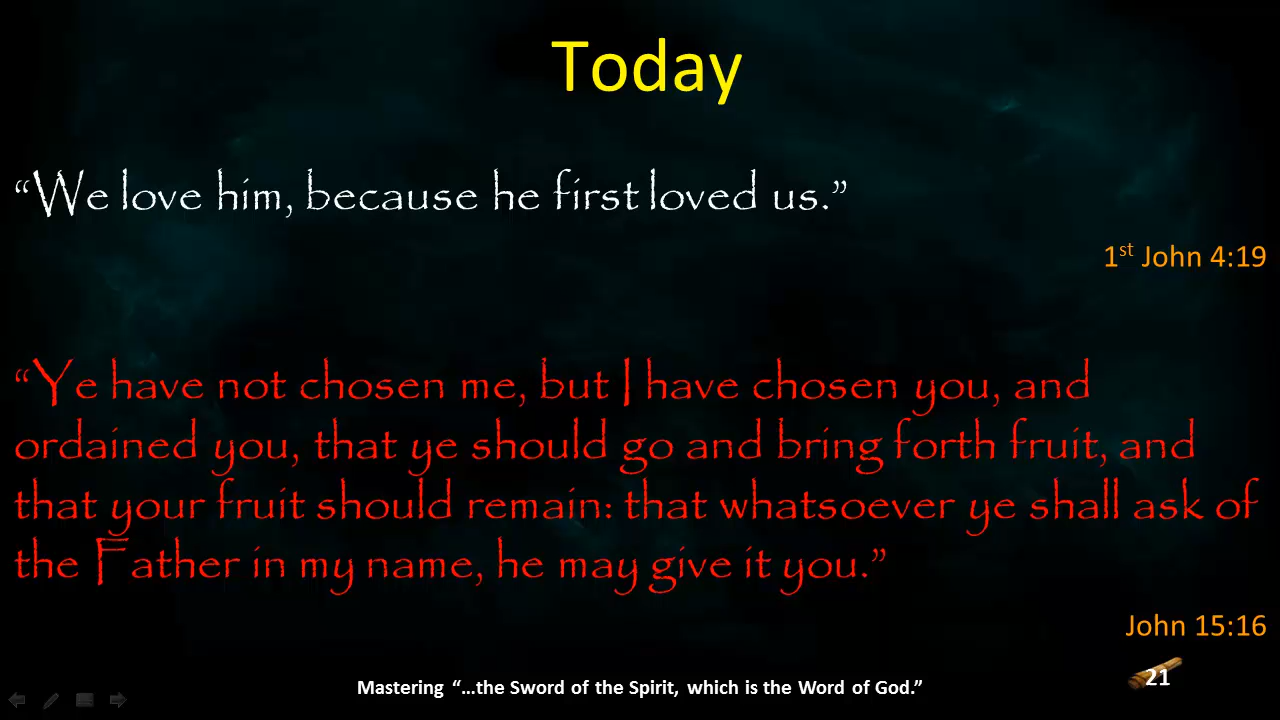 Today
“We love him, because he first loved us.”
1st John 4:19
“Ye have not chosen me, but I have chosen you, and
ordained you, that ye should go and bring forth fruit, and
that your fruit should remain: that whatsoever ye shall ask of
the Father in my name, he may give it you.”
John 15:16
Mastering “…the Sword of the Spirit, which is the Word of God.”
21